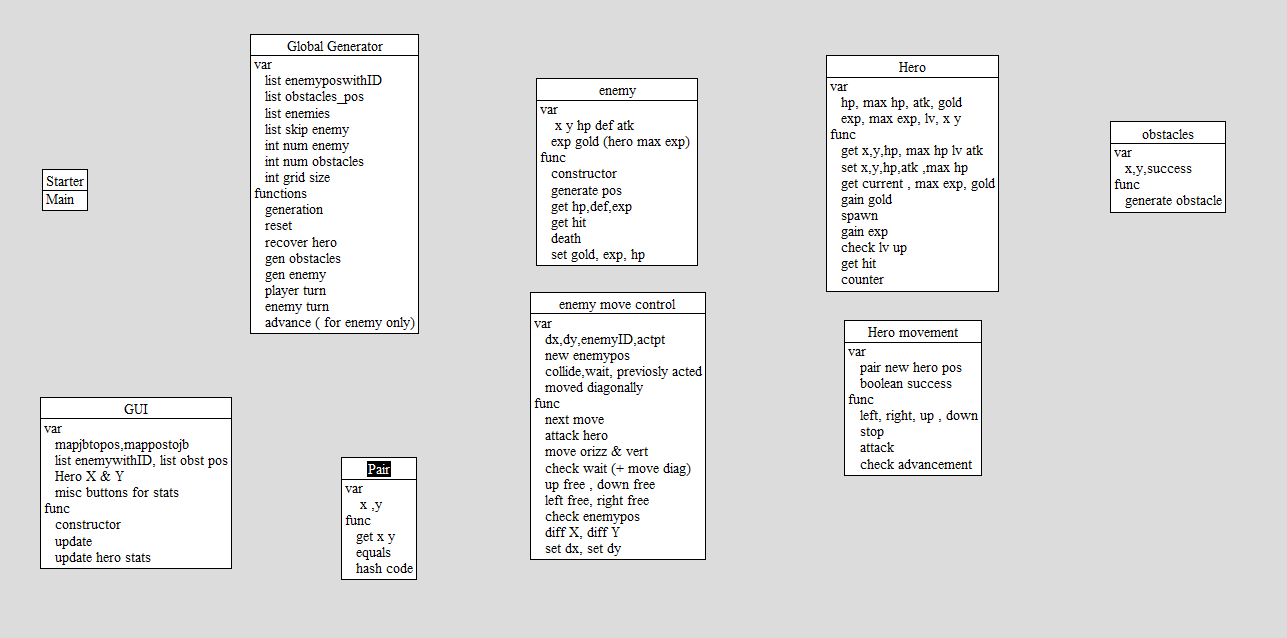 Starter
Main
Global Generator
var
list enemyposwithID
list obstacles_pos
list enemies
list skip enemy
int num enemy
int num obstacles
int grid size
functions
generation
reset
recover hero
gen obstacles
gen enemy
player turn
enemy turn
advance ( for enemy only)
enemy
var
x y hp def atk
exp gold (hero max exp)
func
constructor
generate pos
get hp,def,exp
get hit
death
set gold, exp, hp
Hero
var
hp, max hp, atk, gold
exp, max exp, lv, x y
func
get x,y,hp, max hp lv atk
set x,y,hp,atk ,max hp
get current , max exp, gold
gain gold
spawn
gain exp
check lv up
get hit
counter
obstacles
var
x,y,success
func
generate obstacle
GUI
var
mapjbtopos,mappostojb
list enemywithID, list obst pos
Hero X & Y
misc buttons for stats
func
constructor
update
update hero stats
Pair
var
x ,y
func
get x y
equals
hash code
enemy move control
var
dx,dy,enemyID,actpt
new enemypos
collide,wait, previosly acted
moved diagonally
func
next move
attack hero
move orizz & vert
check wait (+ move diag)
up free , down free
left free, right free
check enemypos
diff X, diff Y
set dx, set dy
Hero movement
var
pair new hero pos
boolean success
func
left, right, up , down
stop
attack
check advancement